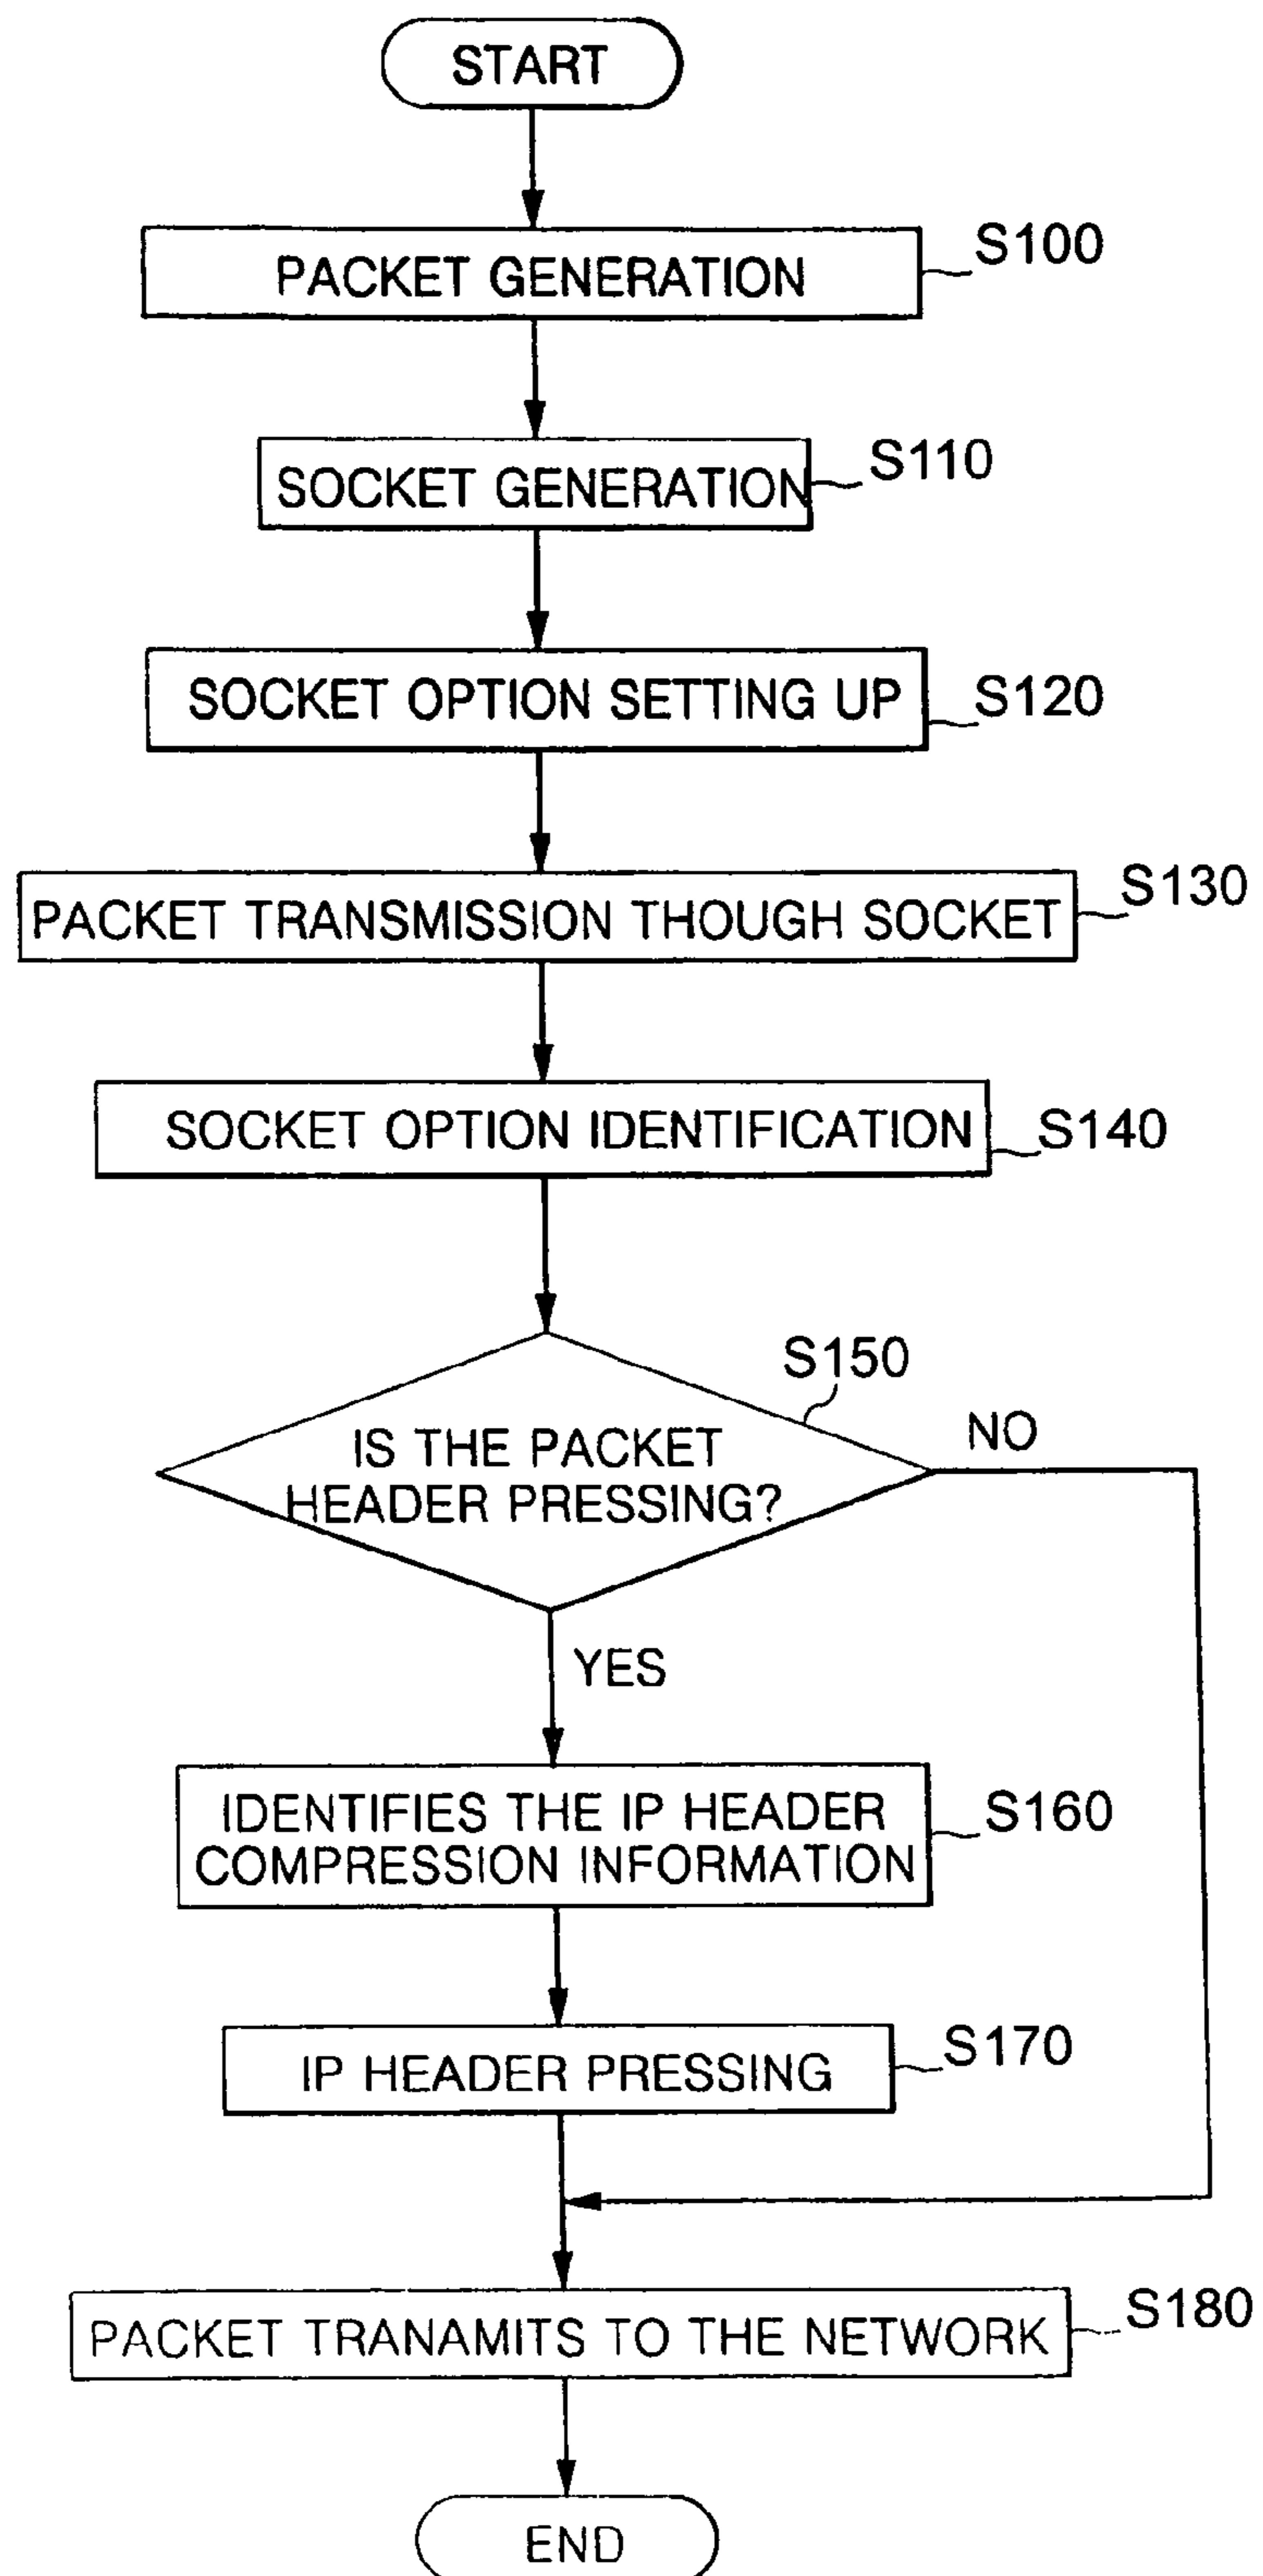 START
PACKET GENERATION
S100
SOCKET GENERATION
S110
SOCKET OPTION SETTING UP
S120
PACKET TRANSMISSION THOUGH SOCKET
S130
SOCKET OPTION IDENTIFICATION
S140
S150
IS THE PACKET
HEADER PRESSING?
NO
YES
IDENTIFIES THE IP HEADER
COMPRESSION INFORMATION
S160
IP HEADER PRESSING
S170
PACKET TRANAMITS TO THE NETWORK
S180
END